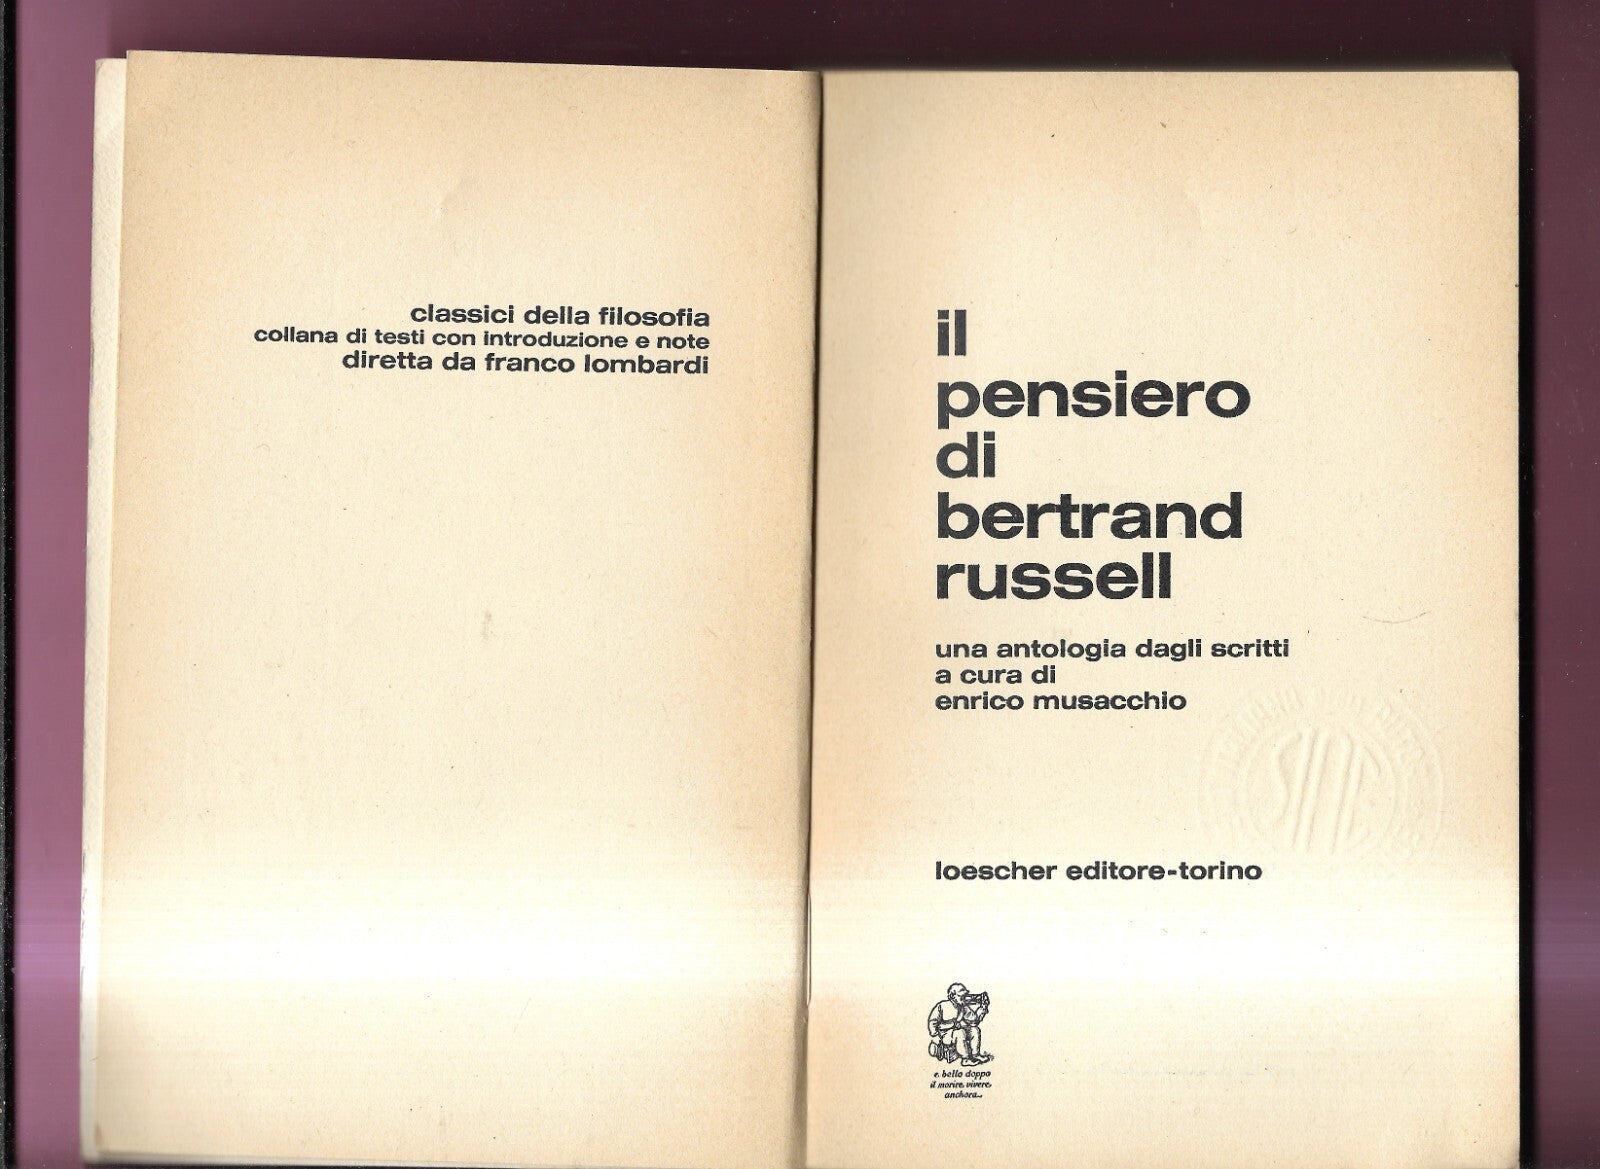 classici della filosofia
collana di testi con introduzione e note
diretta da franco lombardi
il
pensiero
di
bertrand
russell
una antologia dagli scritti
a cura di
enrico musacchio
loescher editore-torino
e bello doppo
il morire vivere
anchora